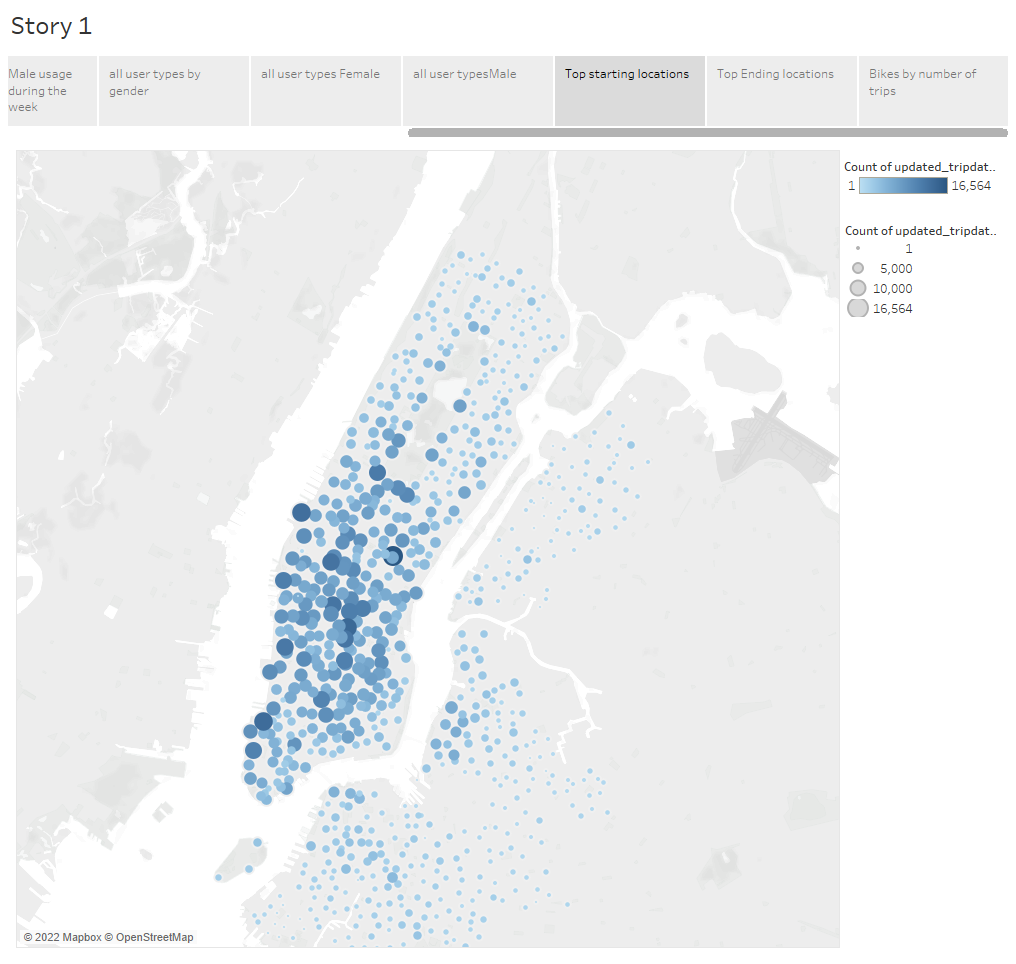 Story 1
Male usage
during the
week
all user types by
gender
all user types Female
all user typesMale
Top starting locations
Top Ending locations
Bikes by number of
trips
Count of updated_tripdat..
1
16,564
Count of updated_tripdat..
1
5,000
10,000
16,564
© 2022 Mapbox © OpenStreetMap